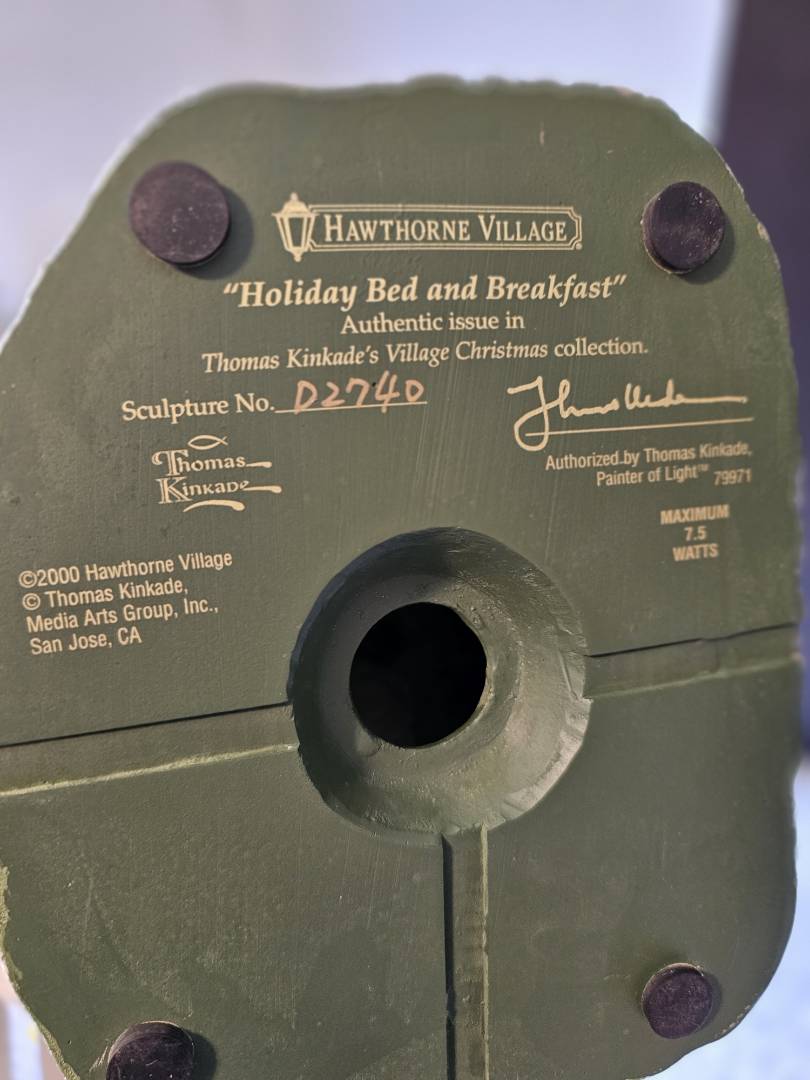 HAWTHORNE VILLAGE®
"Holiday Bed and Breakfast"
Authentic issue in
Thomas Kinkade's Village Christmas collection.
Sculpture No. D2740
Thomas Kinkade
Thomas
Kinkade
Authorized by Thomas Kinkade,
Painter of Light™ 79971
MAXIMUM
7.5
WATTS
©2000 Hawthorne Village
© Thomas Kinkade,
Media Arts Group, Inc.,
San Jose, CA